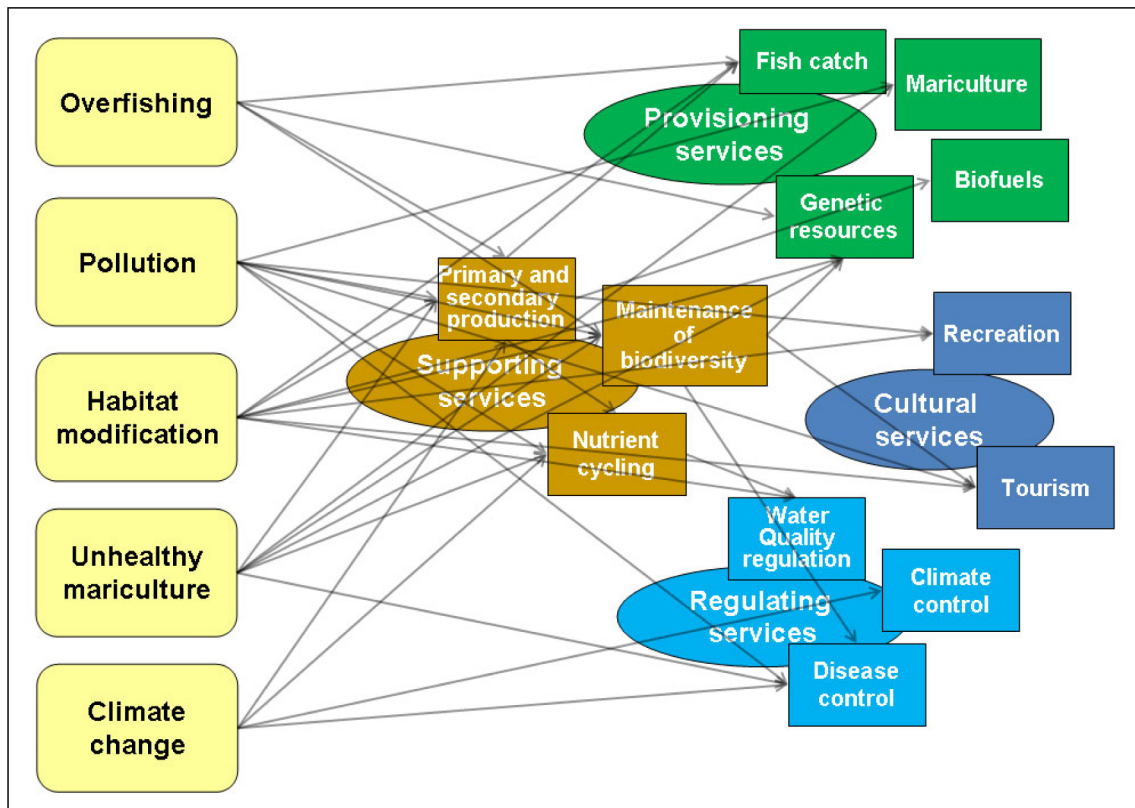 Overfishing
Pollution
Habitat
modification
Unhealthy
mariculture
Climate
change
Fish catch
Mariculture
Provisioning
services
Biofuels
Genetic
resources
Primary and
secondary
production
Maintenance
of
biodiversity
Supporting
services
Nutrient
cycling
Recreation
Cultural
services
Tourism
Water
Quality
regulation
Climate
control
Regulating
services
Disease
control